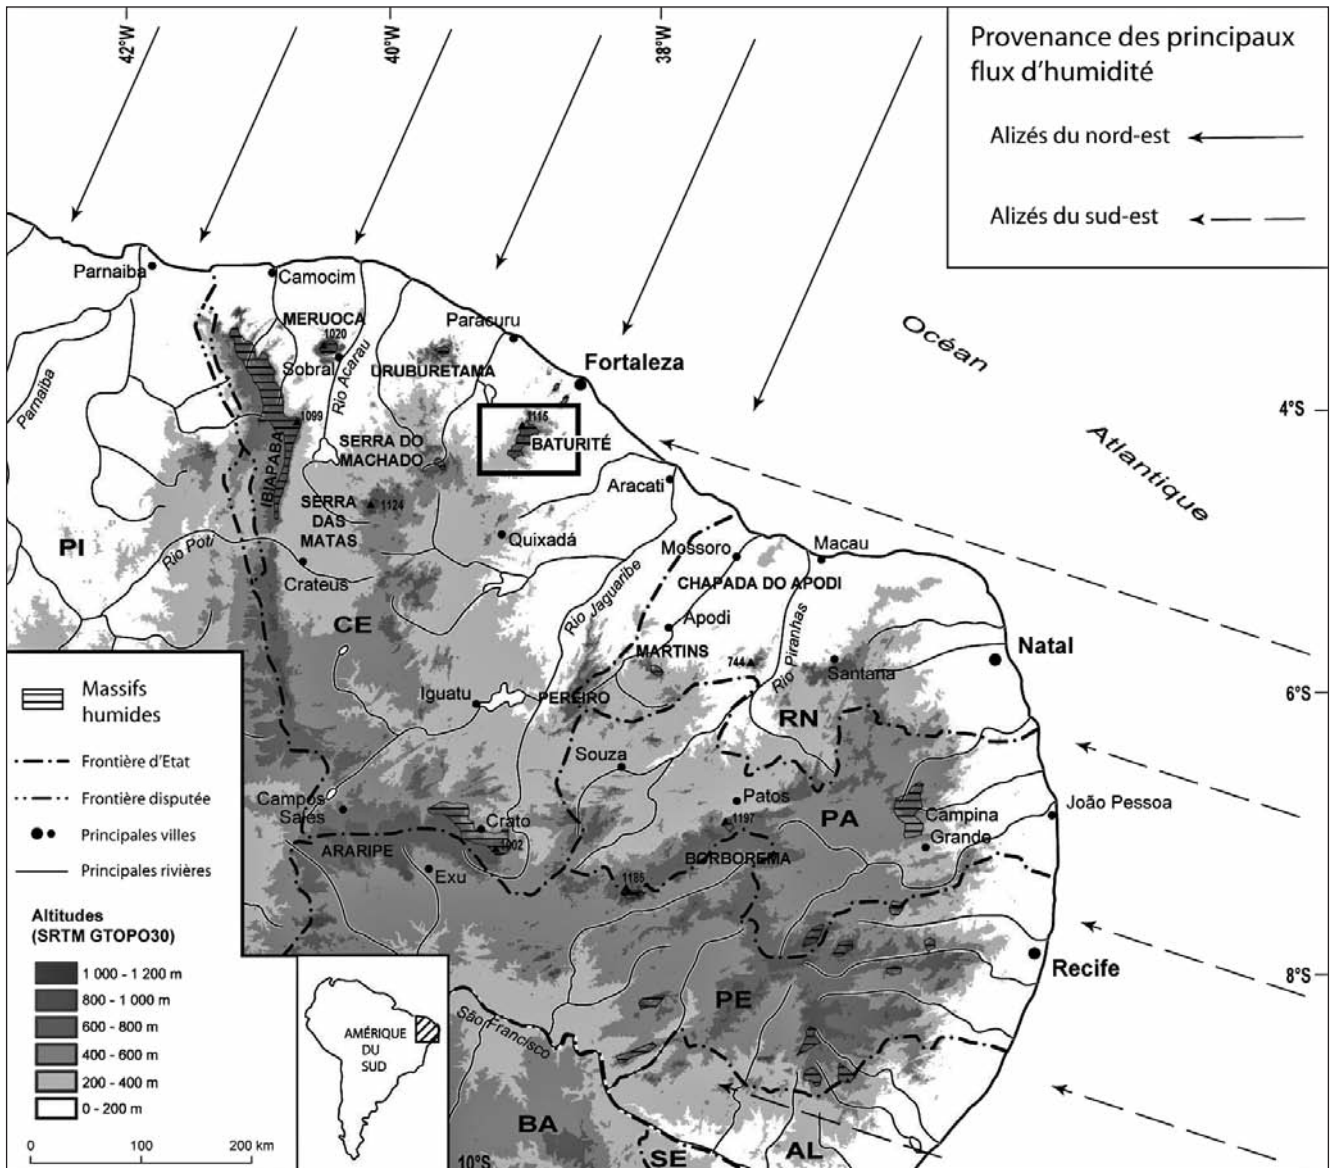 42°W
40°W
38°W
Provenance des principaux
flux d'humidité
Alizés du nord-est
Alizés du sud-est
Océan
Atlantique
4°S
6°S
8°S
10°S
Parnaiba
Camocim
MERUOCA
1020
Sobral
Rio Acarau
Paracuru
URUBURETAMA
Fortaleza
Parnaiba
1099
IBIAPABA
SERRA DO
MACHADO
1115
BATURITÉ
SERRA
DAS
MATAS
1124
Aracati
Quixadá
PI
Rio Poti
Crateus
Mossoro
Macau
CHAPADA DO APODI
Rio Jaguaribe
Apodi
Rio Piranhas
CE
MARTINS
744
Santana
Natal
Iguatu
PEREIRO
RN
Souza
Campos
Sales
Crato
1002
Patos
1197
PA
Campina
Grande
João Pessoa
ARARIPE
Exu
BORBOREMA
1185
Recife
PE
São Francisco
BA
SE
AL
Massifs
humides
Frontière d'Etat
Frontière disputée
Principales villes
Principales rivières
Altitudes
(SRTM GTOPO30)
1 000 - 1 200 m
800 - 1 000 m
600 - 800 m
400 - 600 m
200 - 400 m
0 - 200 m
0 100 200 km
AMÉRIQUE
DU
SUD